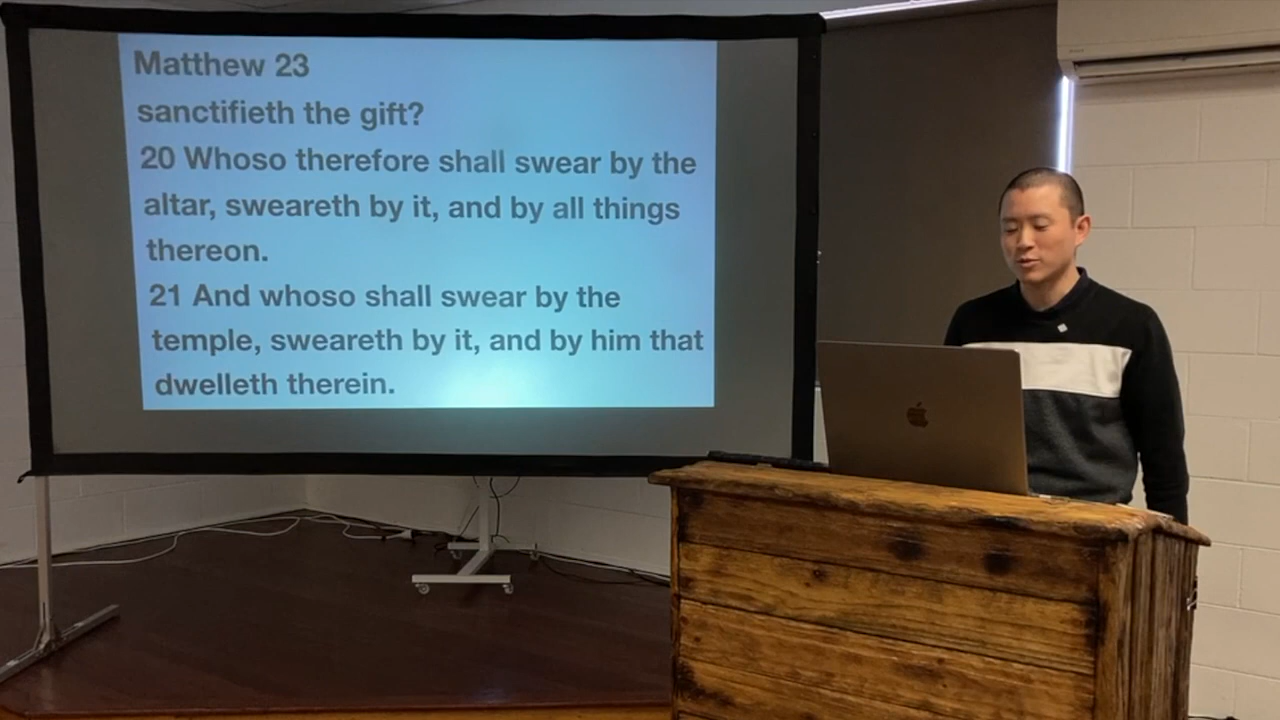 Matthew 23
sanctifieth the gift?
20 Whoso therefore shall swear by the
altar, sweareth by it, and by all things
thereon.
21 And whoso shall swear by the
temple, sweareth by it, and by him that
dwelleth therein.